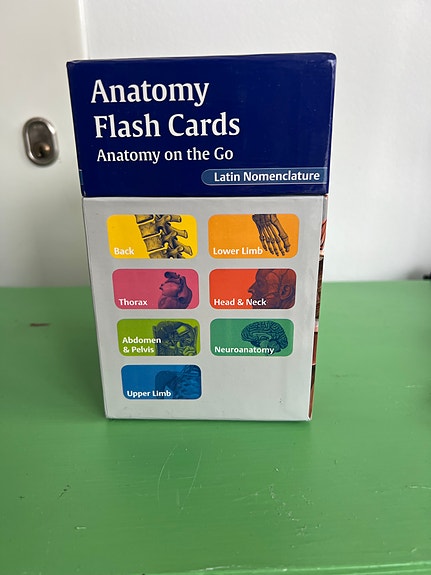 Anatomy
Flash Cards
Anatomy on the Go
Latin Nomenclature
Back
Lower Limb
Thorax
Head & Neck
Abdomen
& Pelvis
Neuroanatomy
Upper Limb